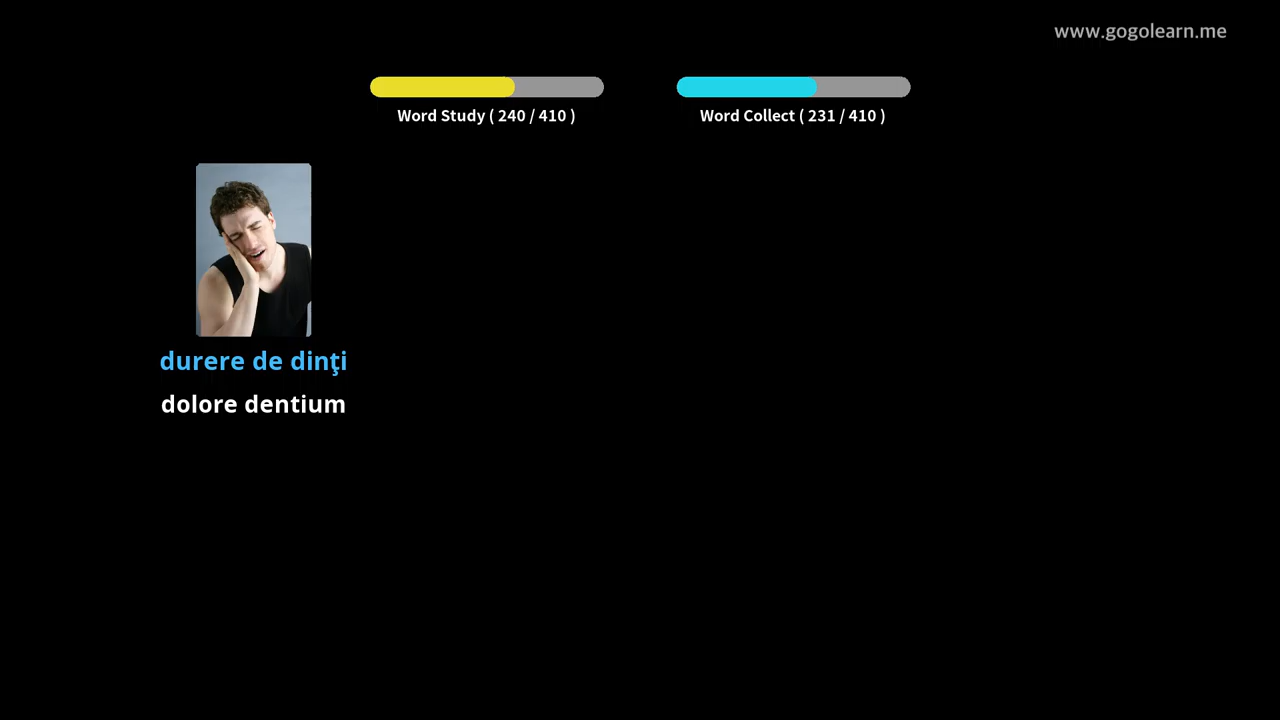 www.gogolearn.me
Word Study ( 240 / 410 )
Word Collect ( 231 / 410 )
durere de dinţi
dolore dentium